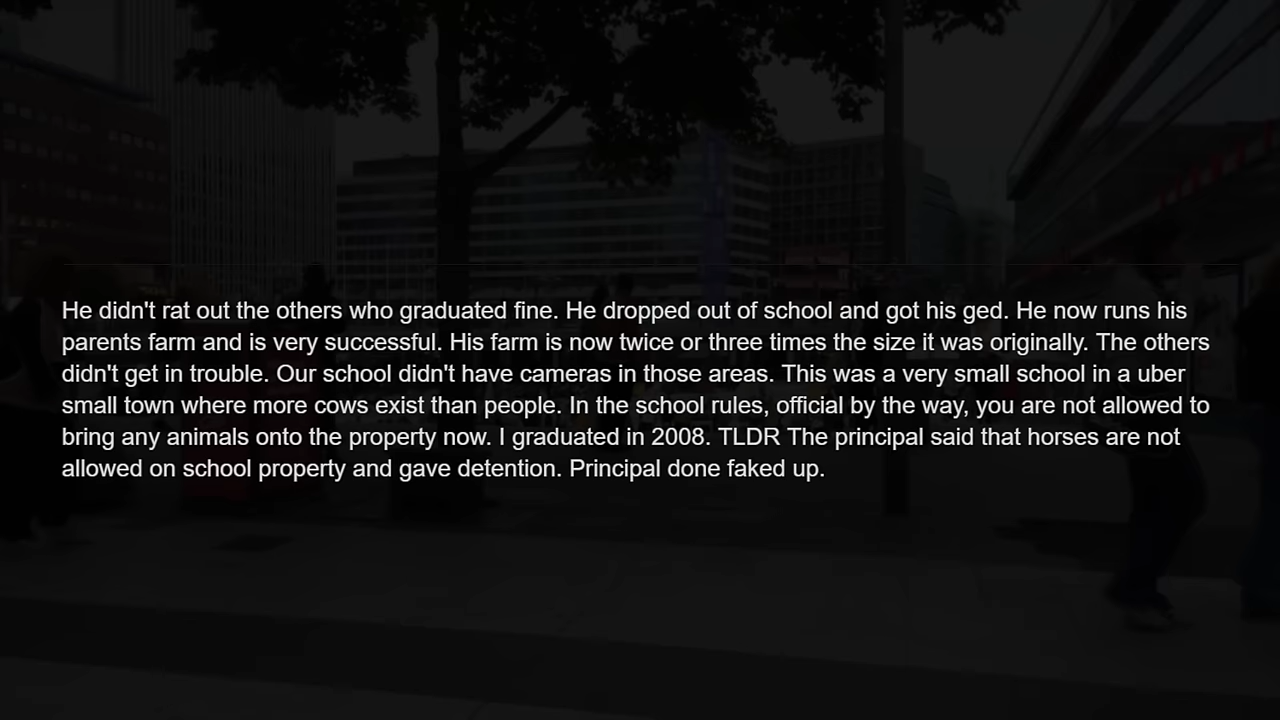 He didn't rat out the others who graduated fine. He dropped out of school and got his ged. He now runs his
parents farm and is very successful. His farm is now twice or three times the size it was originally. The others
didn't get in trouble. Our school didn't have cameras in those areas. This was a very small school in a uber
small town where more cows exist than people. In the school rules, official by the way, you are not allowed to
bring any animals onto the property now. I graduated in 2008. TLDR The principal said that horses are not
allowed on school property and gave detention. Principal done faked up.